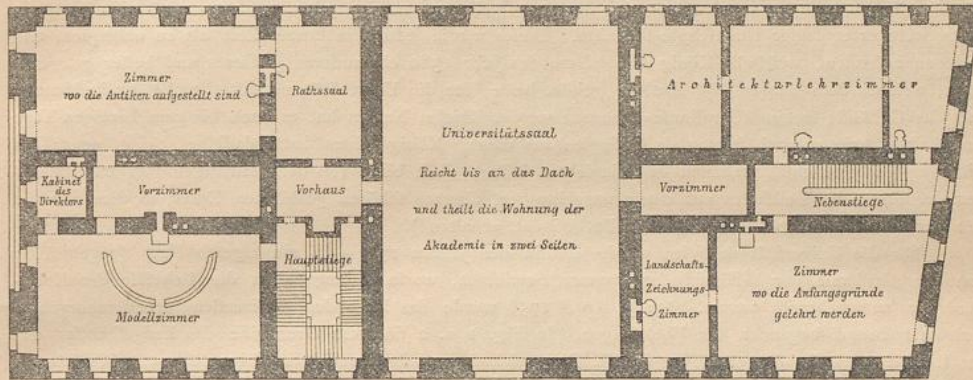 Zimmer
wo die Antiken aufgestellt sind
Rathssaal
Kabinet
des
Direktors
Vorzimmer
Vorhaus
Hauptstiege
Modellzimmer
Universitätssaal
Reicht bis an das Dach
und theilt die Wohnung der
Akademie in zwei Seiten
Architekturlehrzimmer
Vorzimmer
Nebenstiege
Landschafts-
Zeichnungs-
Zimmer
Zimmer
wo die Anfangsgründe
gelehrt werden